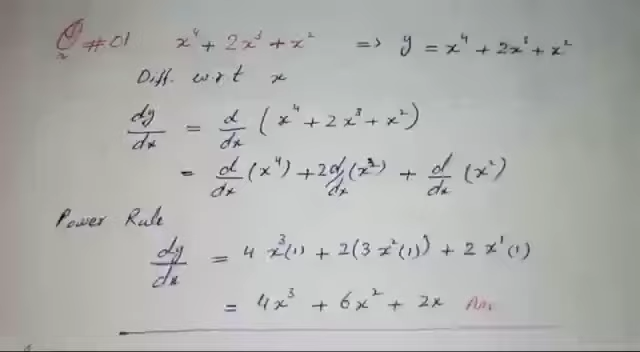 Q#01 x⁴ + 2x³ + x² => y = x⁴ + 2x³ + x²
Diff. w.r.t x
dy/dx = d/dx (x⁴ + 2x³ + x²)
= d/dx (x⁴) + 2 d/dx (x³) + d/dx (x²)
Power Rule
dy/dx = 4x³(1) + 2(3x²(1)) + 2x¹(1)
= 4x³ + 6x² + 2x Ans